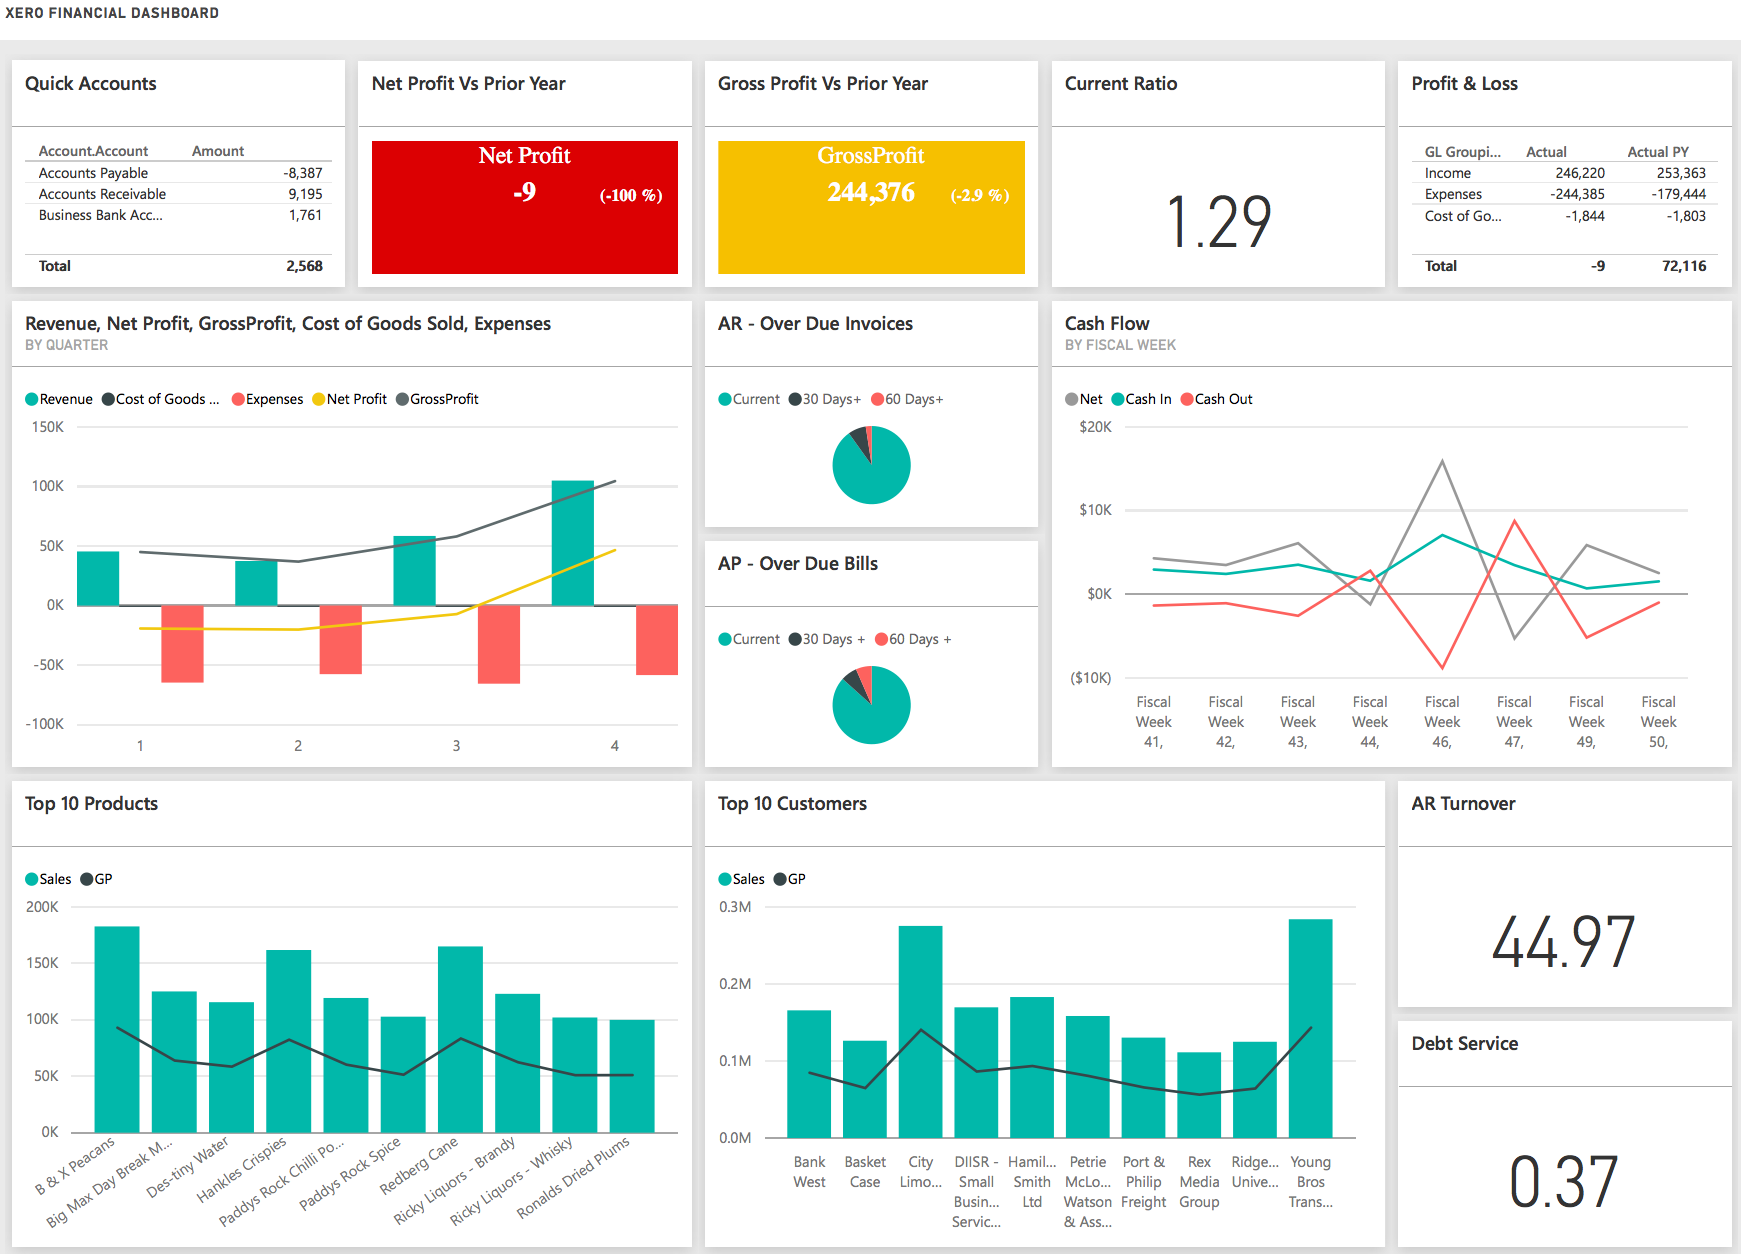 XERO FINANCIAL DASHBOARD
Quick Accounts
Account.Account Amount
Accounts Payable -8,387
Accounts Receivable 9,195
Business Bank Acc... 1,761
Total 2,568
Net Profit Vs Prior Year
Net Profit
-9 (-100 %)
Gross Profit Vs Prior Year
GrossProfit
244,376 (-2.9 %)
Current Ratio
1.29
Profit & Loss
GL Groupi... Actual Actual PY
Income 246,220 253,363
Expenses -244,385 -179,444
Cost of Go... -1,844 -1,803
Total -9 72,116
Revenue, Net Profit, GrossProfit, Cost of Goods Sold, Expenses
BY QUARTER
Revenue Cost of Goods ... Expenses Net Profit GrossProfit
150K
100K
50K
0K
-50K
-100K
1 2 3 4
AR - Over Due Invoices
Current 30 Days+ 60 Days+
AP - Over Due Bills
Current 30 Days + 60 Days +
Cash Flow
BY FISCAL WEEK
Net Cash In Cash Out
$20K
$10K
$0K
($10K)
Fiscal Fiscal Fiscal Fiscal Fiscal Fiscal Fiscal Fiscal
Week Week Week Week Week Week Week Week
41, 42, 43, 44, 46, 47, 49, 50,
Top 10 Products
Sales GP
200K
150K
100K
50K
0K
B & X Peacans
Big Max Day Break M...
Des-tiny Water
Hankles Crispies
Paddys Rock Chilli Po...
Paddys Rock Spice
Redberg Cane
Ricky Liquors - Brandy
Ricky Liquors - Whisky
Ronalds Dried Plums
Top 10 Customers
Sales GP
0.3M
0.2M
0.1M
0.0M
Bank Basket City DIISR - Hamil... Petrie Port & Rex Ridge... Young
West Case Limo... Small Smith McLo... Philip Media Unive... Bros
Busin... Ltd Watson Freight Group Trans...
Servic... & Ass...
AR Turnover
44.97
Debt Service
0.37